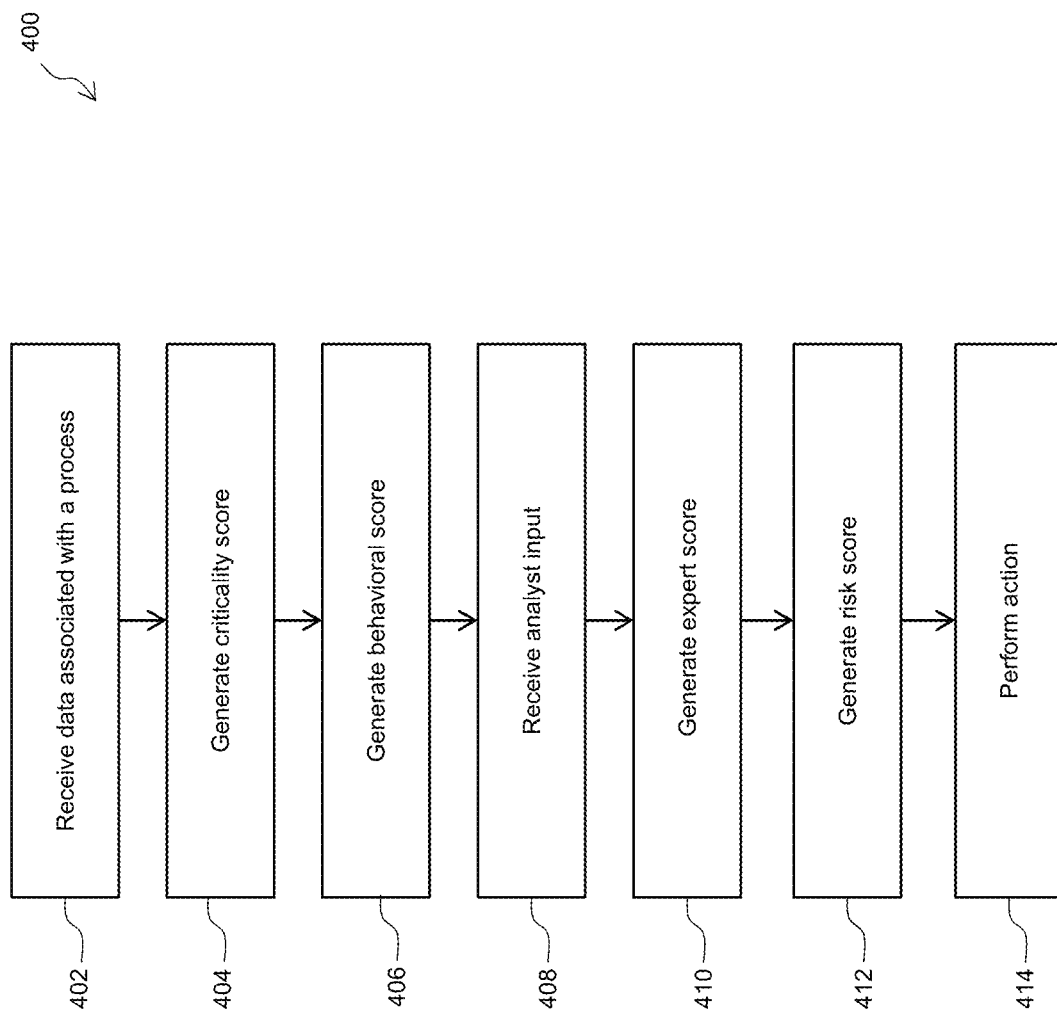 400
402
Receive data associated with a process
404
Generate criticality score
406
Generate behavioral score
408
Receive analyst input
410
Generate expert score
412
Generate risk score
414
Perform action